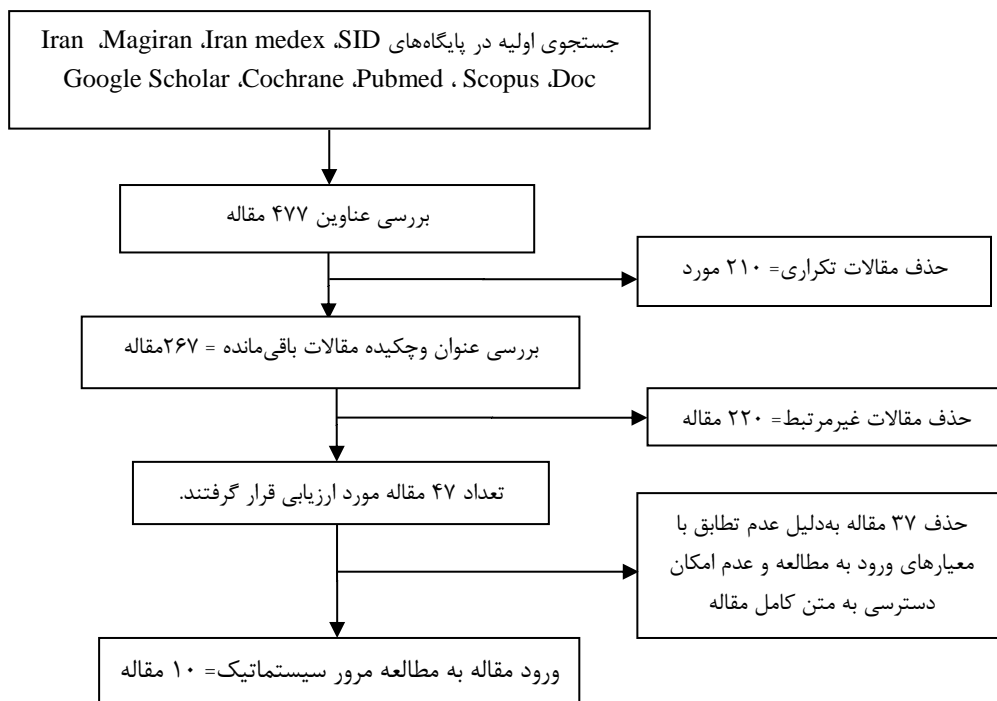 جستجوی اولیه در پایگاه‌های SID، Iran medex، Magiran، Iran
Doc، Scopus ، Pubmed، Cochrane، Google Scholar
بررسی عناوین ۴۷۷ مقاله
حذف مقالات تکراری= ۲۱۰ مورد
بررسی عنوان وچکیده مقالات باقی‌مانده = ۲۶۷مقاله
حذف مقالات غیرمرتبط= ۲۲۰ مقاله
تعداد ۴۷ مقاله مورد ارزیابی قرار گرفتند.
حذف ۳۷ مقاله به‌دلیل عدم تطابق با
معیارهای ورود به مطالعه و عدم امکان
دسترسی به متن کامل مقاله
ورود مقاله به مطالعه مرور سیستماتیک= ۱۰ مقاله